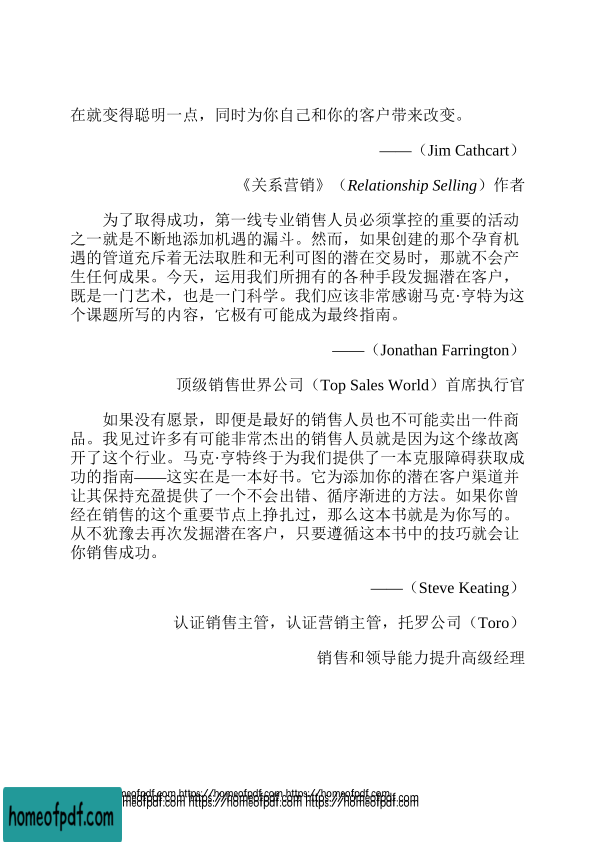 在就变得聪明一点，同时为你自己和你的客户带来改变。
——（Jim Cathcart）
《关系营销》（Relationship Selling）作者
为了取得成功，第一线专业销售人员必须掌控的重要的活动
之一就是不断地添加机遇的漏斗。然而，如果创建的那个孕育机
遇的管道充斥着无法取胜和无利可图的潜在交易时，那就不会产
生任何成果。今天，运用我们所拥有的各种手段发掘潜在客户，
既是一门艺术，也是一门科学。我们应该非常感谢马克·亨特为这
个课题所写的内容，它极有可能成为最终指南。
——（Jonathan Farrington）
顶级销售世界公司（Top Sales World）首席执行官
如果没有愿景，即便是最好的销售人员也不可能卖出一件商
品。我见过许多有可能非常杰出的销售人员就是因为这个缘故离
开了这个行业。马克·亨特终于为我们提供了一本克服障碍获取成
功的指南——这实在是一本好书。它为添加你的潜在客户渠道并
让其保持充盈提供了一个不会出错、循序渐进的方法。如果你曾
经在销售的这个重要节点上挣扎过，那么这本书就是为你写的。
从不犹豫去再次发掘潜在客户，只要遵循这本书中的技巧就会让
你销售成功。
——（Steve Keating）
认证销售主管，认证营销主管，托罗公司（Toro）
销售和领导能力提升高级经理
homeofpdf.com https://homeofpdf.com https://homeofpdf.com
homeofpdf.com https://homeofpdf.com https://homeofpdf.com
homeofpdf.com